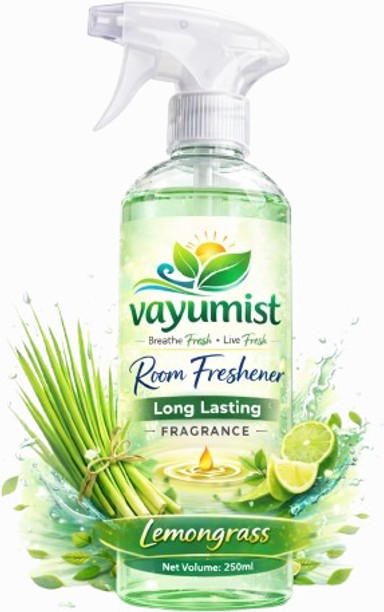 vayumist
Breathe Fresh • Live Fresh
Room Freshener
Long Lasting
FRAGRANCE
Lemongrass
Net Volume: 250ml